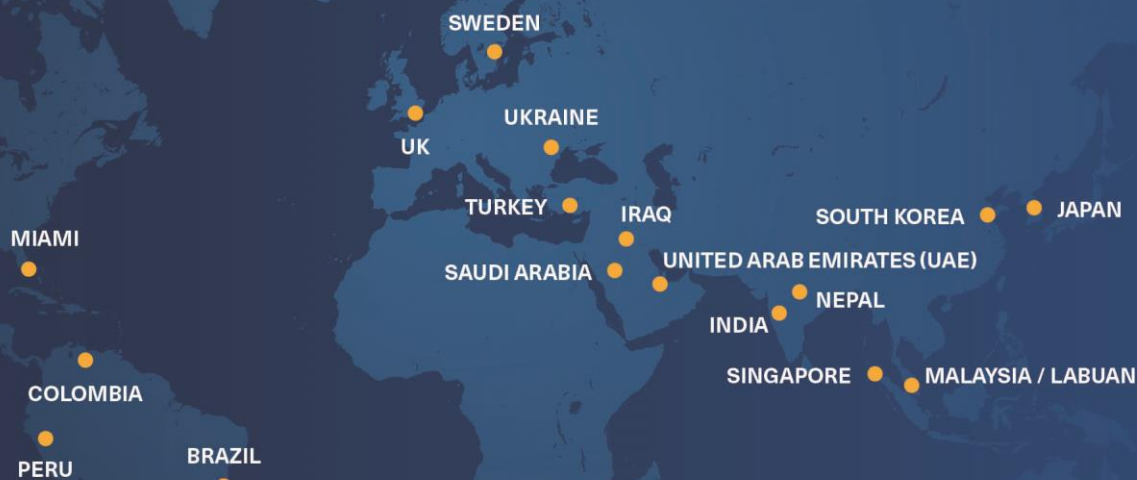 SWEDEN
UKRAINE
UK
TURKEY
IRAQ
SOUTH KOREA
JAPAN
MIAMI
SAUDI ARABIA
UNITED ARAB EMIRATES (UAE)
NEPAL
INDIA
SINGAPORE
MALAYSIA / LABUAN
COLOMBIA
BRAZIL
PERU